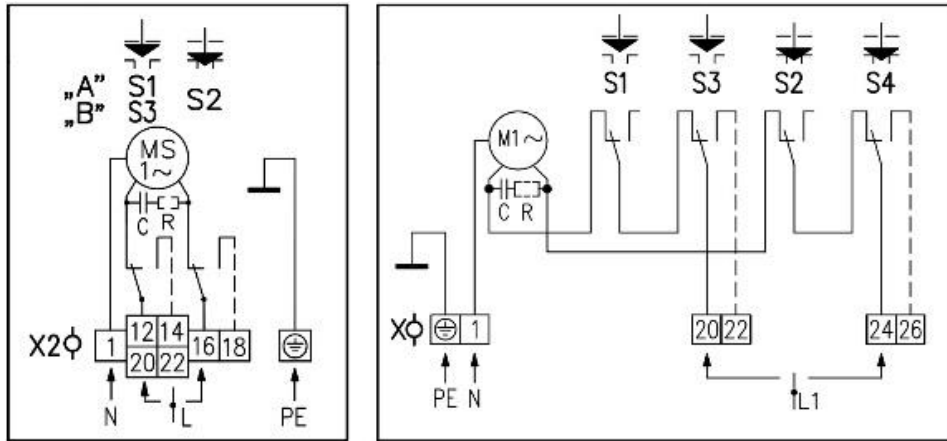 „A” S1 S2
„B” S3
MS
1~
C R
X2 1 12 14 16 18
20 22
N L PE
S1 S3 S2 S4
M1~
C R
X 1 20 22 24 26
PE N L1